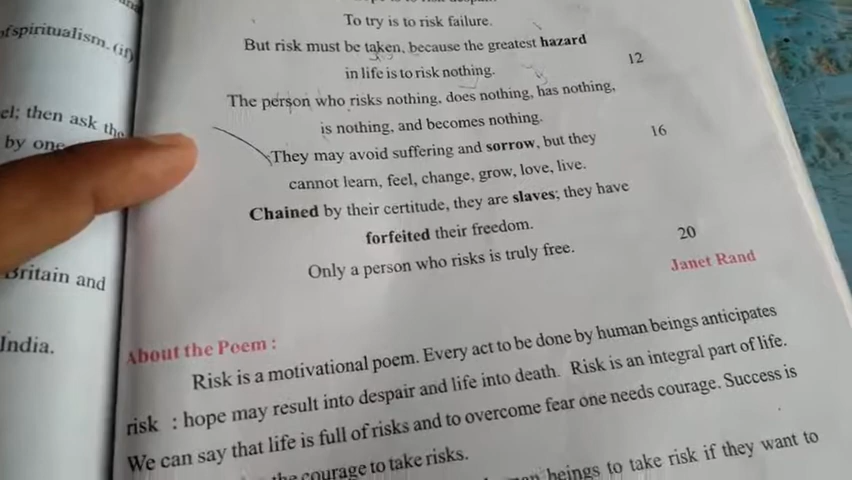 of spiritualism. (if)
el; then ask the
by one
Britain and
India.
To try is to risk failure.
But risk must be taken, because the greatest hazard
in life is to risk nothing.
12
The person who risks nothing, does nothing, has nothing,
is nothing, and becomes nothing.
They may avoid suffering and sorrow, but they
16
cannot learn, feel, change, grow, love, live.
Chained by their certitude, they are slaves; they have
forfeited their freedom.
Only a person who risks is truly free.
20
Janet Rand
About the Poem :
Risk is a motivational poem. Every act to be done by human beings anticipates
risk : hope may result into despair and life into death. Risk is an integral part of life.
We can say that life is full of risks and to overcome fear one needs courage. Success is
the courage to take risks.
beings to take risk if they want to